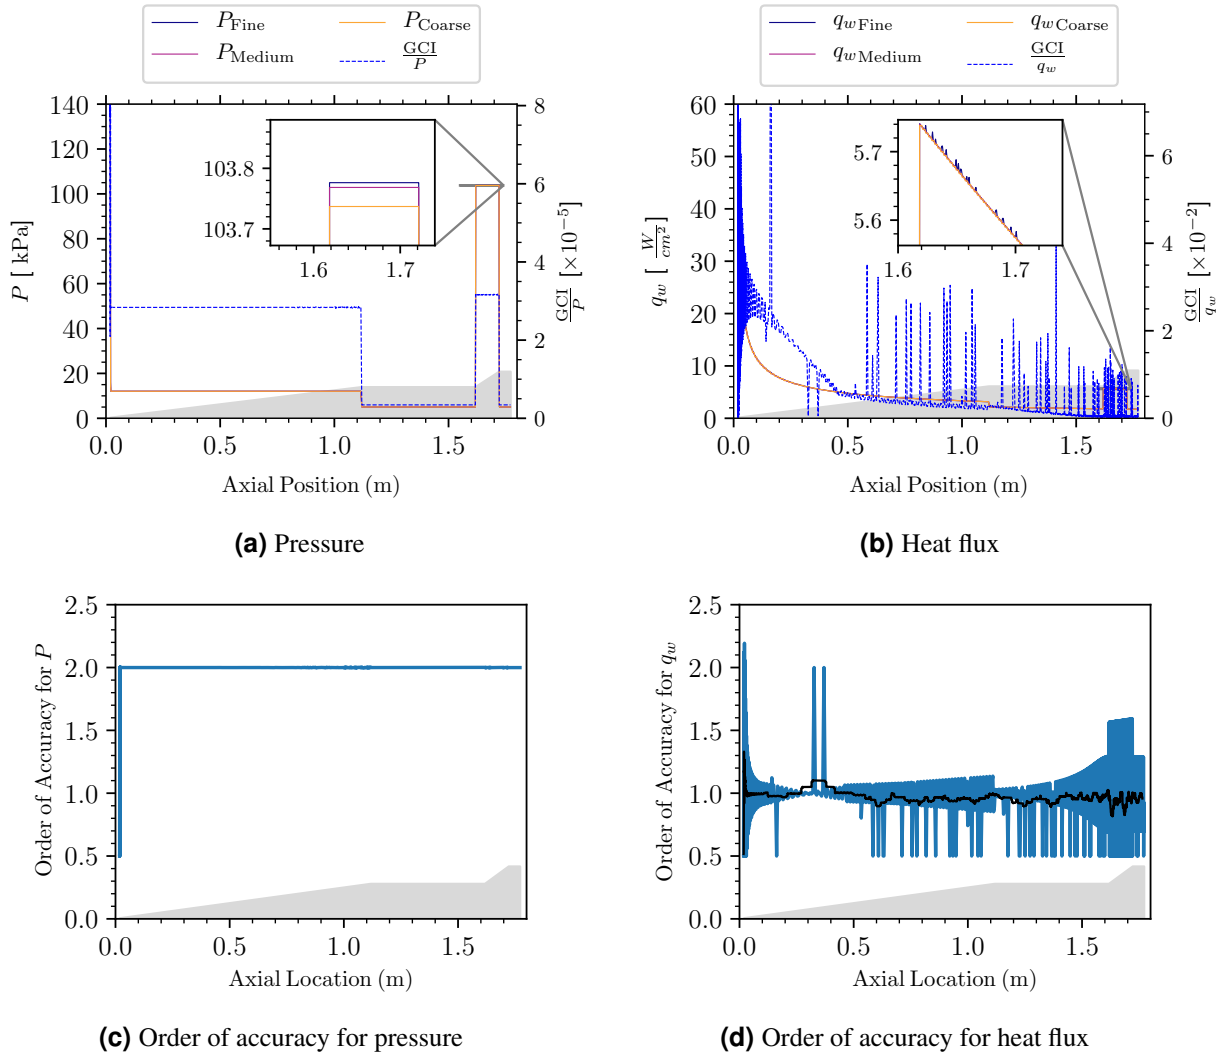 P_Fine P_Coarse
P_Medium GCI/P
q_w Fine q_w Coarse
q_w Medium GCI/q_w
140
120
100
80
60
40
20
0
P [ kPa]
103.8
103.7
1.6 1.7
8
6
4
2
0
GCI/P [×10^−5]
0.0 0.5 1.0 1.5
Axial Position (m)
(a) Pressure
60
50
40
30
20
10
0
q_w [ W/cm^2 ]
5.7
5.6
1.6 1.7
6
4
2
0
GCI/q_w [×10^−2]
0.0 0.5 1.0 1.5
Axial Position (m)
(b) Heat flux
2.5
2.0
1.5
1.0
0.5
0.0
Order of Accuracy for P
0.0 0.5 1.0 1.5
Axial Location (m)
(c) Order of accuracy for pressure
2.5
2.0
1.5
1.0
0.5
0.0
Order of Accuracy for q_w
0.0 0.5 1.0 1.5
Axial Location (m)
(d) Order of accuracy for heat flux